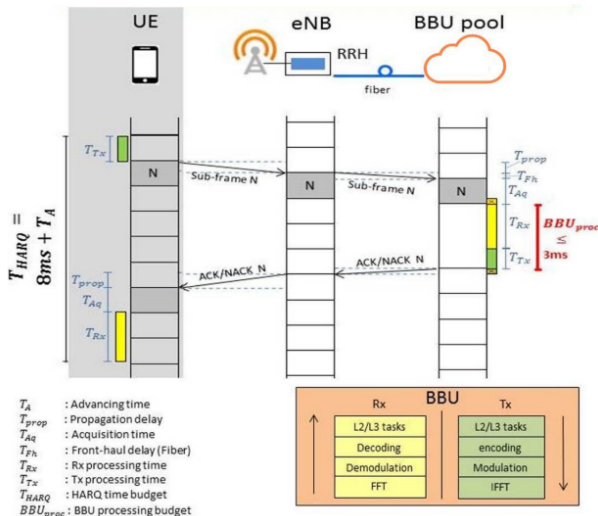 UE
eNB
BBU pool
RRH
fiber
T_Tx
N
Sub-frame N
N
Sub-frame N
N
T_prop
T_Fh
T_Aq
T_Rx
T_Tx
BBU_proc
≤
3ms
T_HARQ =
8ms + T_A
ACK/NACK N
ACK/NACK N
T_prop
T_Aq
T_Rx
T_A : Advancing time
T_prop : Propagation delay
T_Aq : Acquisition time
T_Fh : Front-haul delay (Fiber)
T_Rx : Rx processing time
T_Tx : Tx processing time
T_HARQ : HARQ time budget
BBU_proc : BBU processing budget
BBU
Rx
L2/L3 tasks
Decoding
Demodulation
FFT
Tx
L2/L3 tasks
encoding
Modulation
IFFT